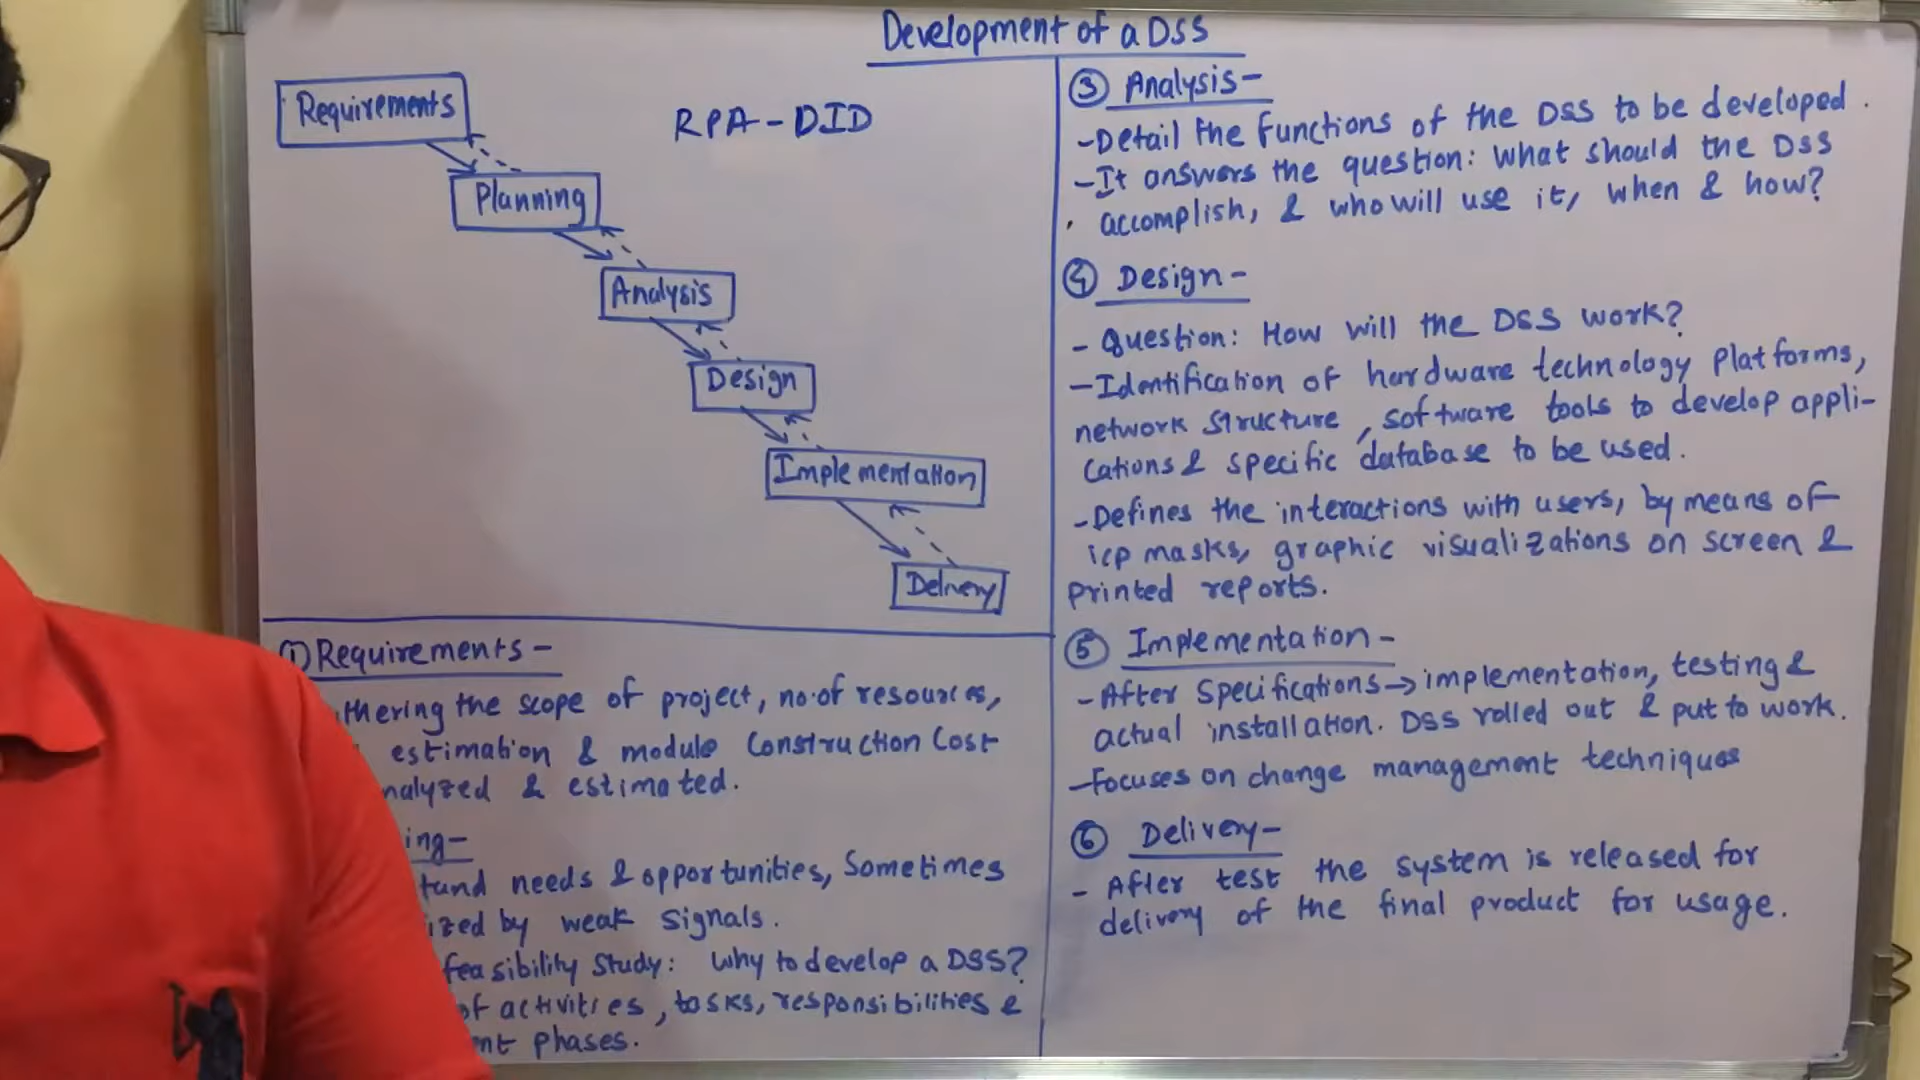 Development of a DSS
RPA-DID
Requirements
Planning
Analysis
Design
Implementation
Delivery
① Requirements-
the scope of project, no. of resources,
estimation & module construction cost
& estimated.
needs & opportunities, sometimes
by weak signals.
feasibility study: Why to develop a DSS?
of activities, tasks, responsibilities &
phases.
③ Analysis-
-Detail the functions of the DSS to be developed.
-It answers the question: What should the DSS
accomplish, & who will use it, when & how?
④ Design-
- Question: How will the DSS work?
-Identification of hardware technology platforms,
network structure, software tools to develop appli-
cations & specific database to be used.
-Defines the interactions with users, by means of
icp masks, graphic visualizations on screen &
printed reports.
⑤ Implementation-
-After specifications→implementation, testing &
actual installation. DSS rolled out & put to work.
-Focuses on change management techniques
⑥ Delivery-
- After test the system is released for
delivery of the final product for usage.